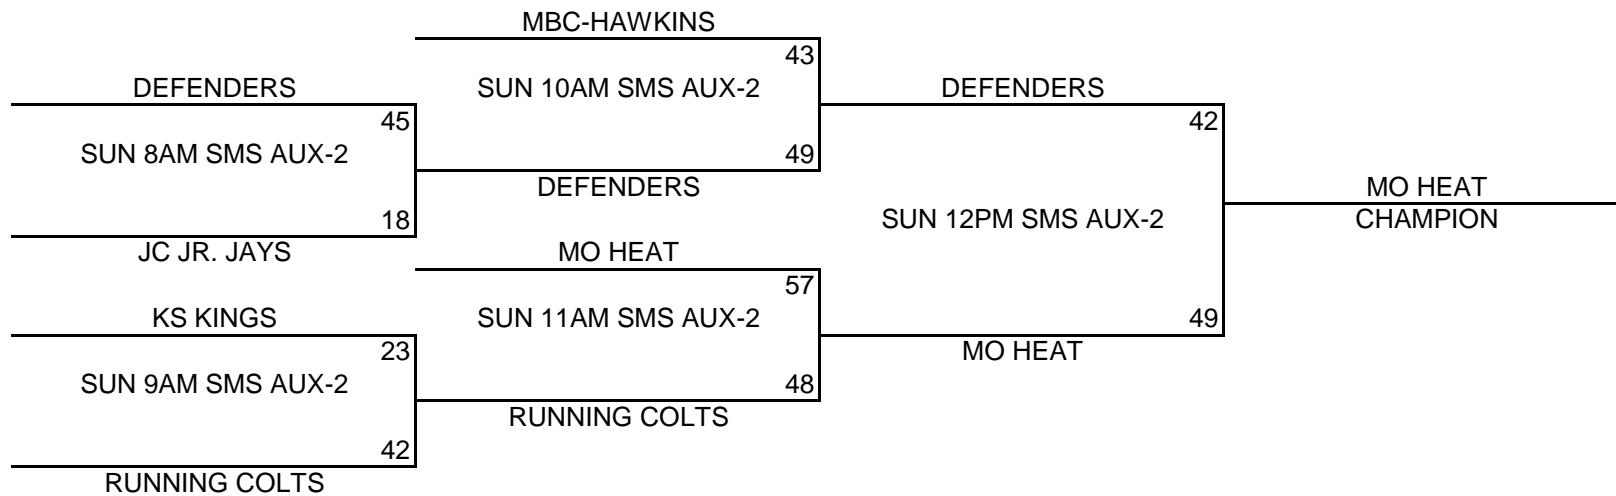 MBC-HAWKINS
43
DEFENDERS
SUN 10AM SMS AUX-2
DEFENDERS
45
42
SUN 8AM SMS AUX-2
49
DEFENDERS
MO HEAT
18
SUN 12PM SMS AUX-2
CHAMPION
JC JR. JAYS
MO HEAT
57
KS KINGS
SUN 11AM SMS AUX-2
49
23
MO HEAT
SUN 9AM SMS AUX-2
48
RUNNING COLTS
42
RUNNING COLTS